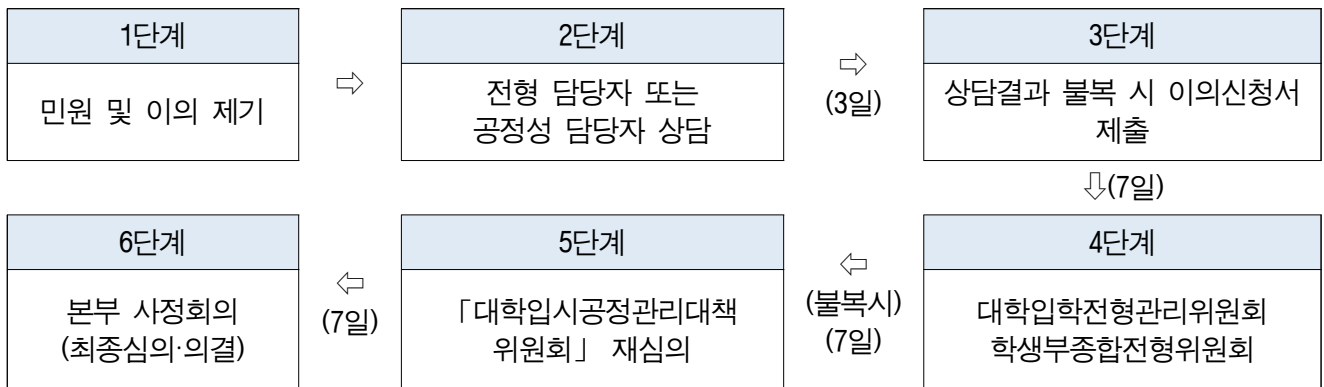 1단계
민원 및 이의 제기
⇨
2단계
전형 담당자 또는
공정성 담당자 상담
⇨
(3일)
3단계
상담결과 불복 시 이의신청서
제출
⇩(7일)
4단계
대학입학전형관리위원회
학생부종합전형위원회
⇦
(불복시)
(7일)
5단계
「대학입시공정관리대책
위원회」 재심의
⇦
(7일)
6단계
본부 사정회의
(최종심의·의결)